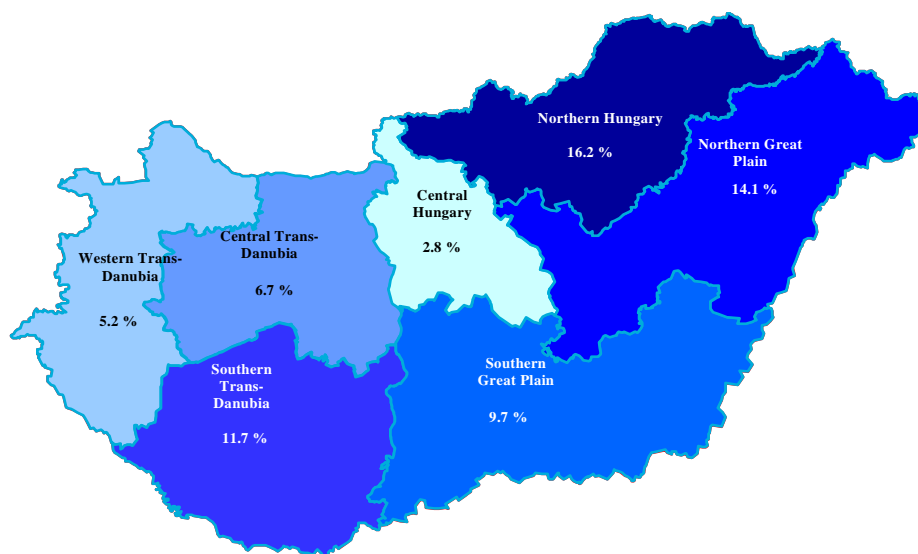 Northern Hungary
16.2 %
Northern Great
Plain
14.1 %
Central
Hungary
2.8 %
Central Trans-
Danubia
6.7 %
Western Trans-
Danubia
5.2 %
Southern
Trans-
Danubia
11.7 %
Southern
Great Plain
9.7 %